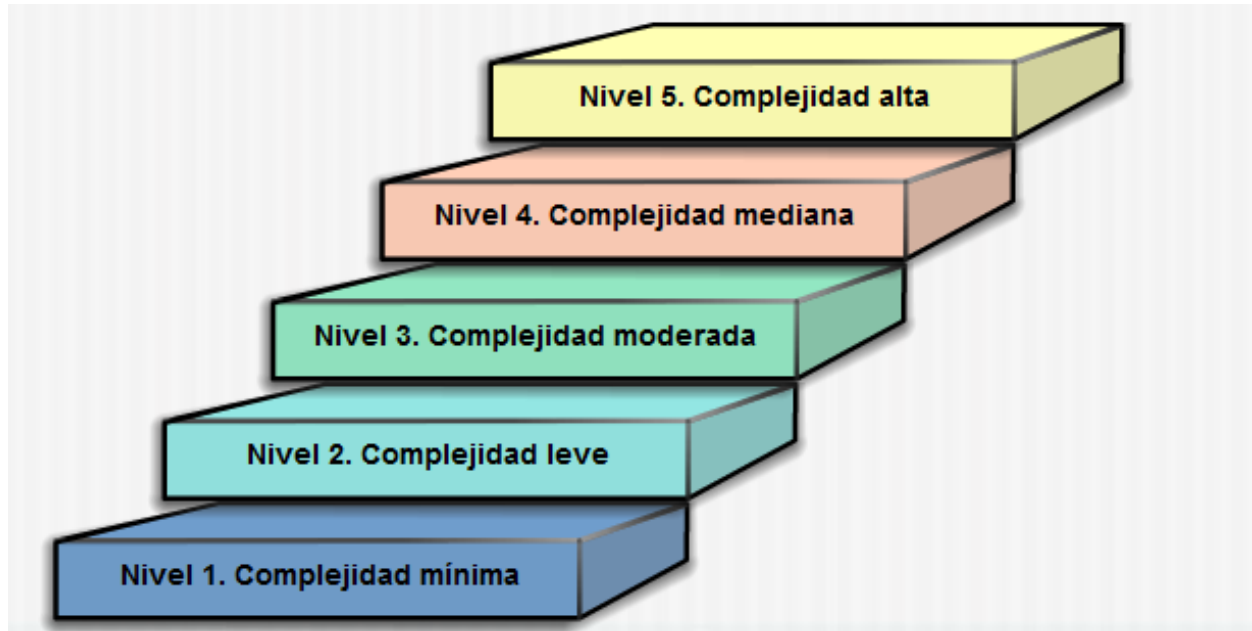 Nivel 5. Complejidad alta
Nivel 4. Complejidad mediana
Nivel 3. Complejidad moderada
Nivel 2. Complejidad leve
Nivel 1. Complejidad mínima